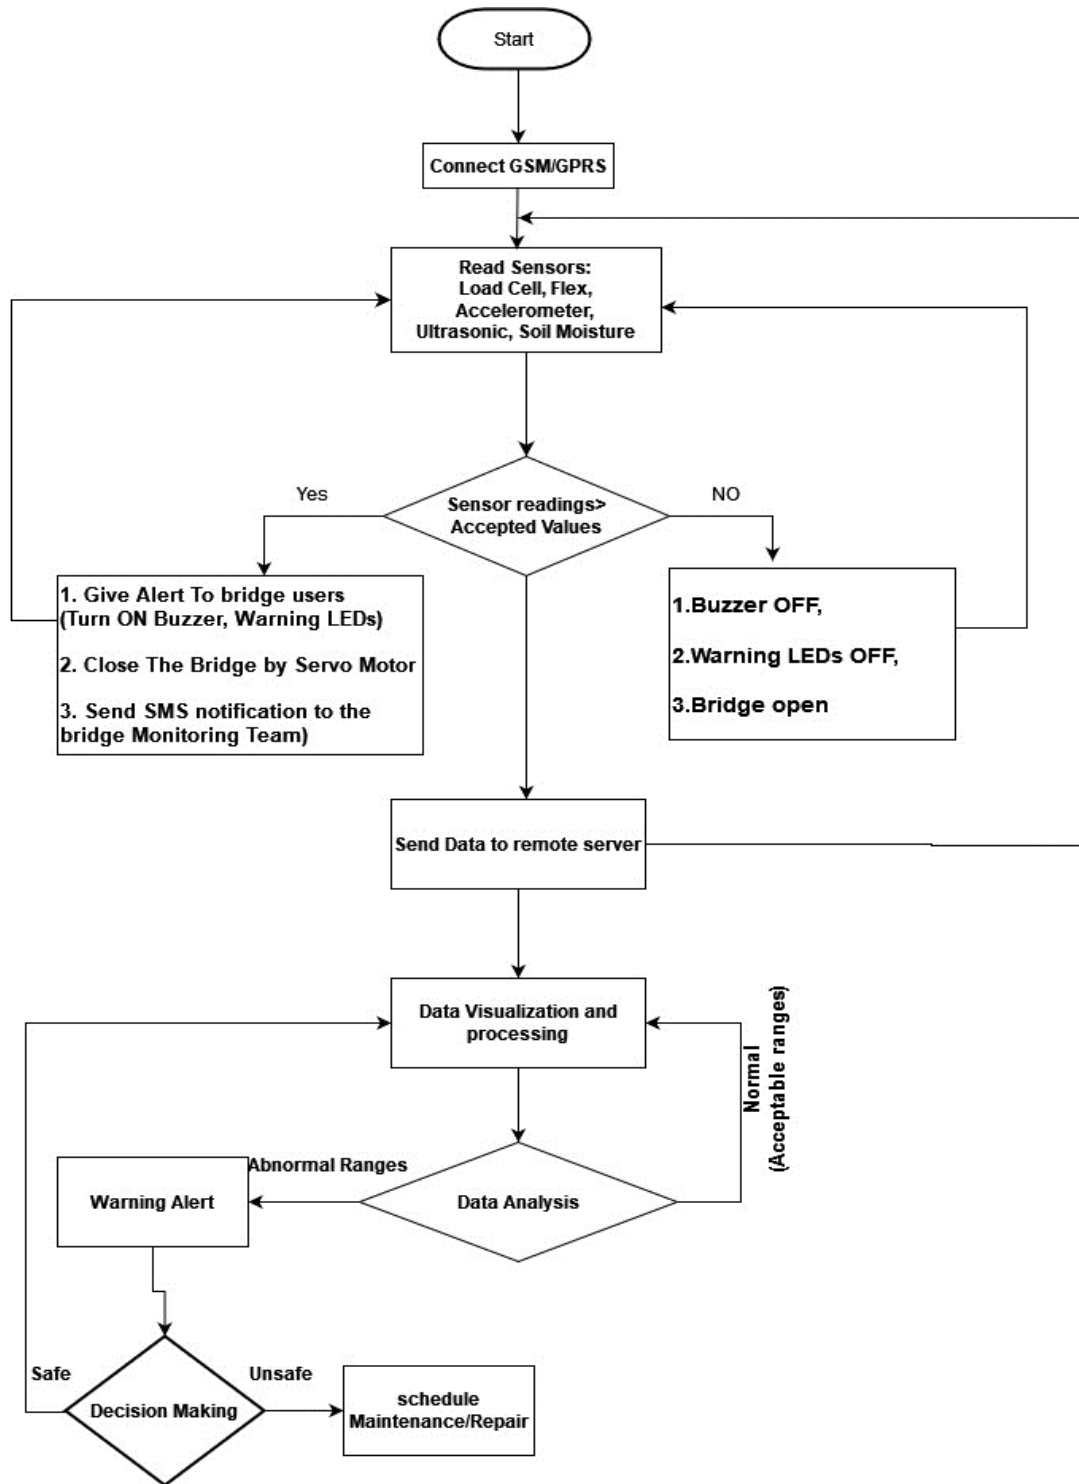 Start
Connect GSM/GPRS
Read Sensors:
Load Cell, Flex,
Accelerometer,
Ultrasonic, Soil Moisture
Yes
Sensor readings>
Accepted Values
NO
1. Give Alert To bridge users
(Turn ON Buzzer, Warning LEDs)
2. Close The Bridge by Servo Motor
3. Send SMS notification to the
bridge Monitoring Team)
1.Buzzer OFF,
2.Warning LEDs OFF,
3.Bridge open
Send Data to remote server
Data Visualization and
processing
Normal
(Acceptable ranges)
Abnormal Ranges
Warning Alert
Data Analysis
Safe
Unsafe
Decision Making
schedule
Maintenance/Repair